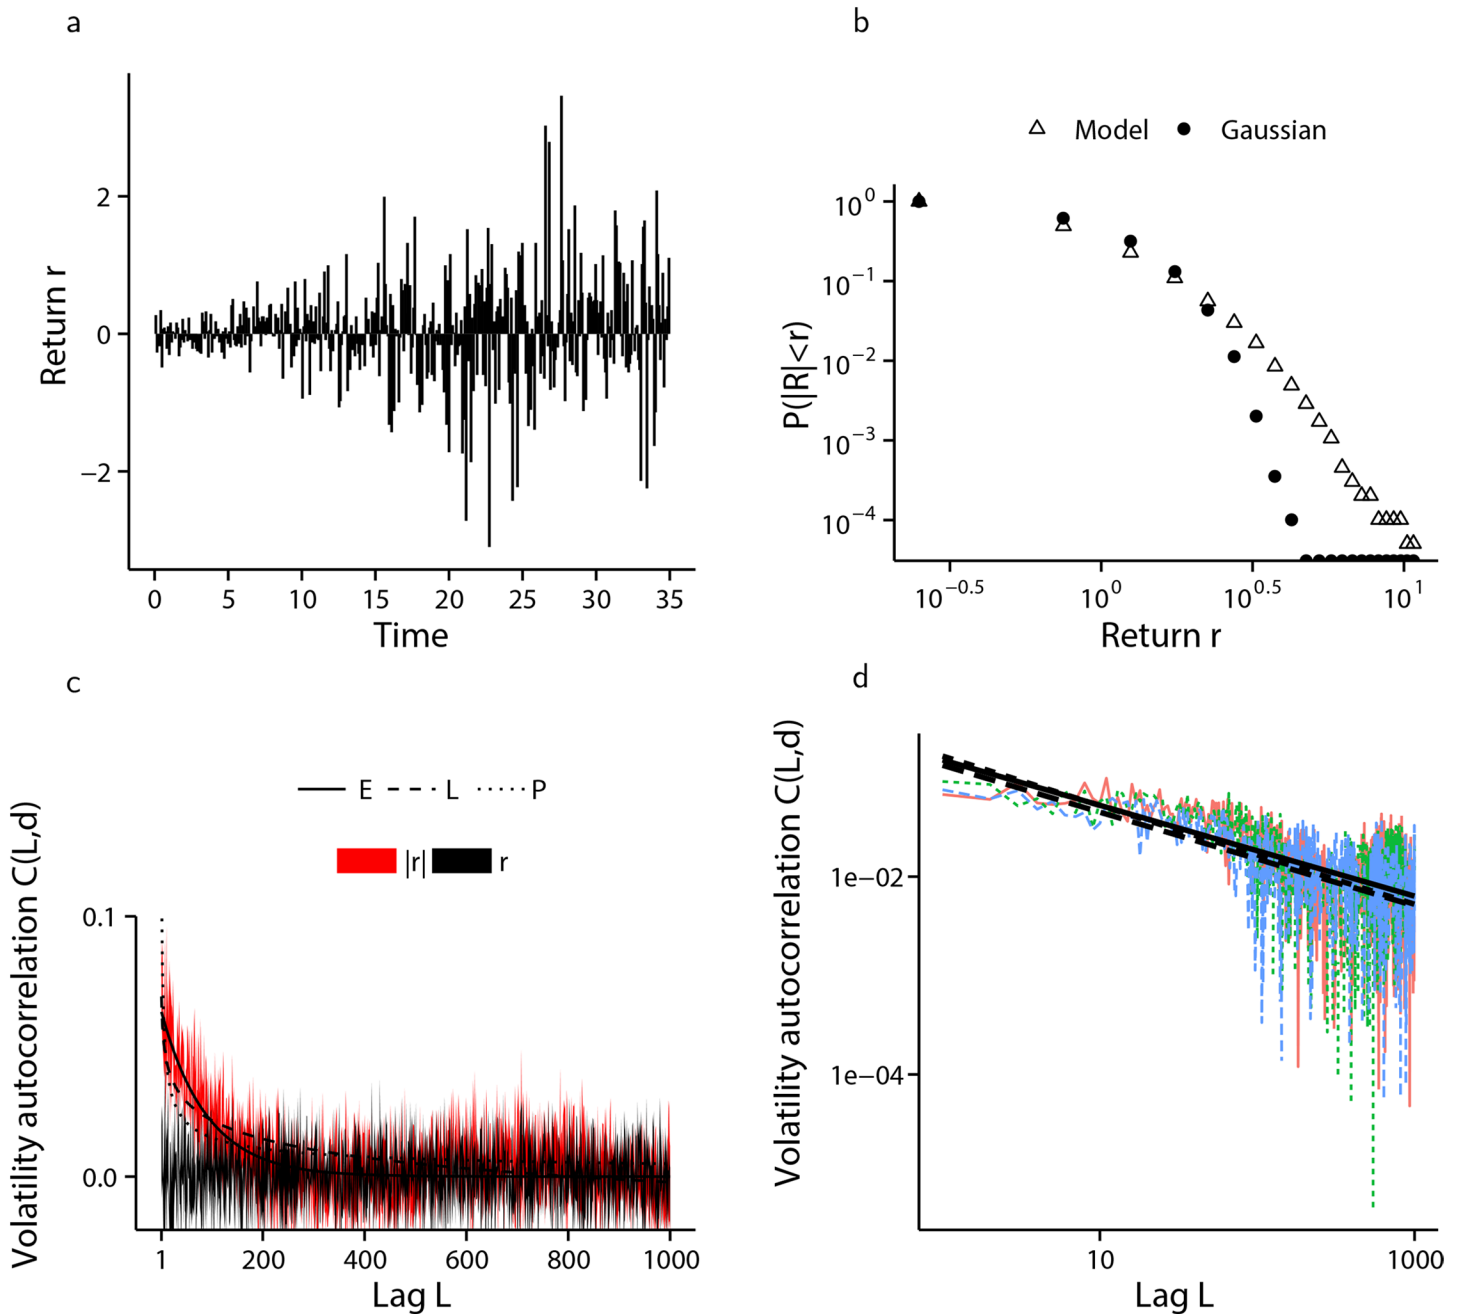 a
Return r
2
0
−2
0 5 10 15 20 25 30 35
Time
b
Model Gaussian
P(|R|<r)
10^0
10^−1
10^−2
10^−3
10^−4
10^−0.5 10^0 10^0.5 10^1
Return r
c
E L P
|r| r
Volatility autocorrelation C(L,d)
0.1
0.0
1 200 400 600 800 1000
Lag L
d
Volatility autocorrelation C(L,d)
1e−02
1e−04
10 1000
Lag L